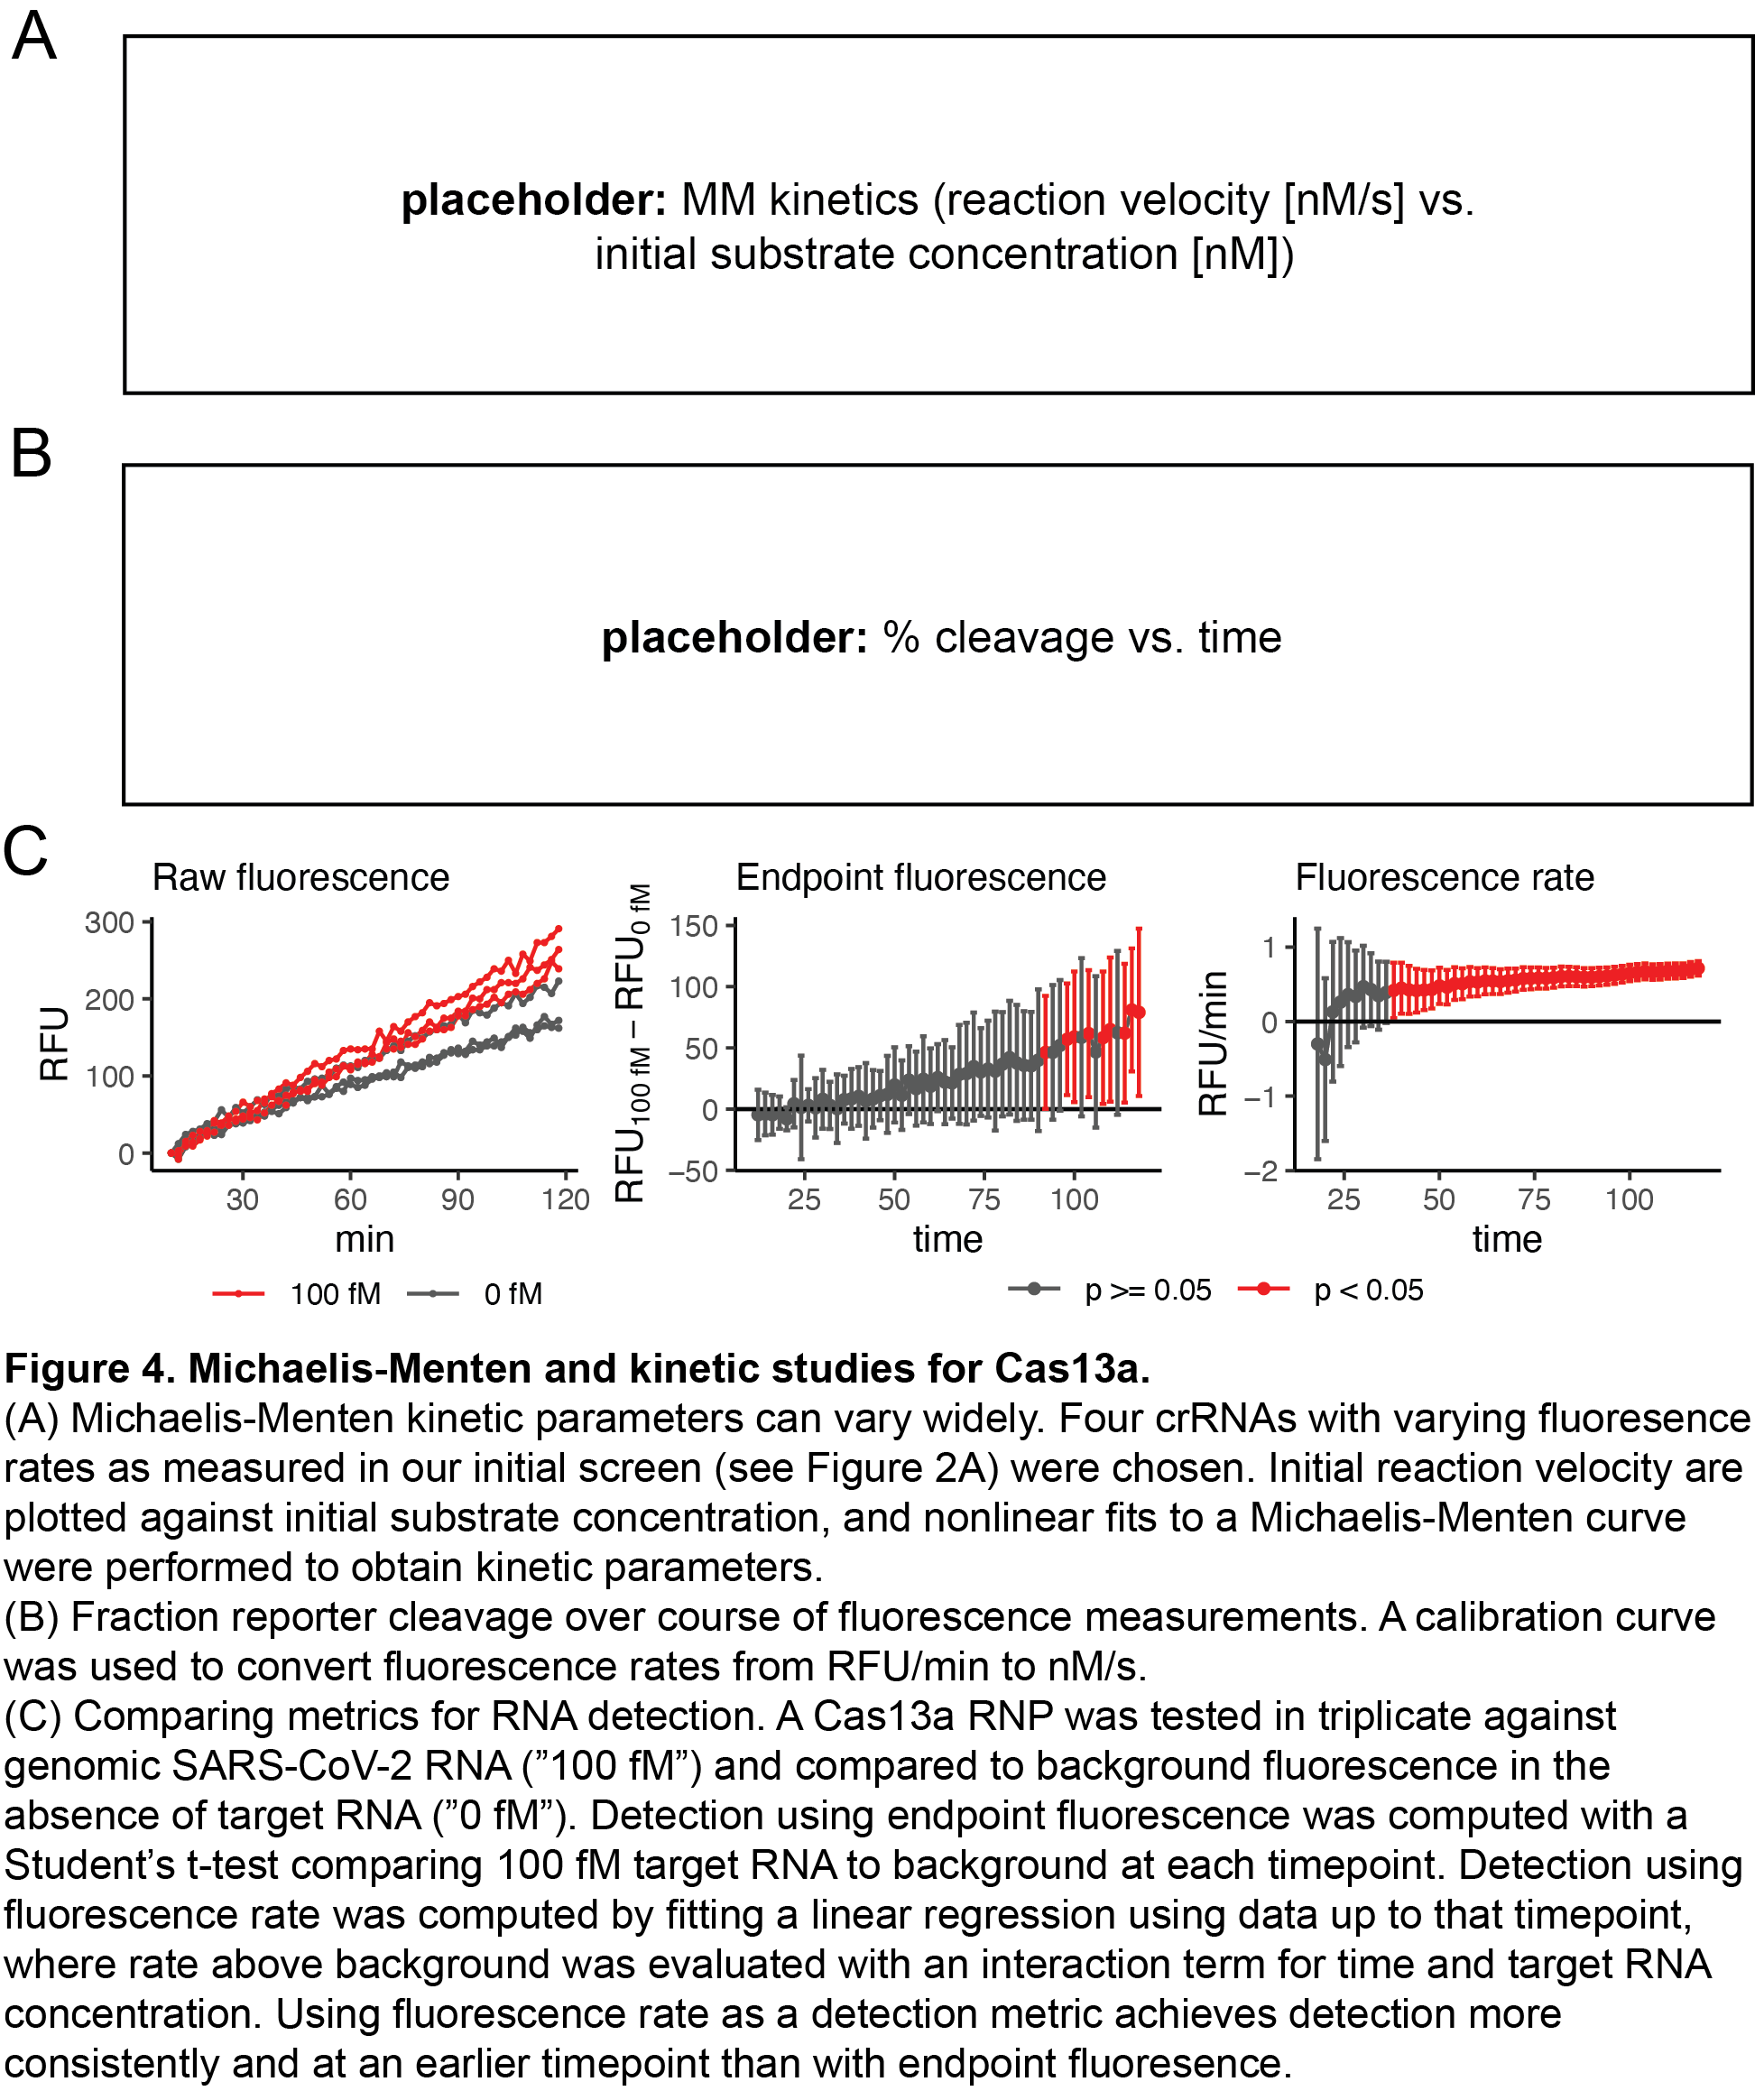 A
placeholder: MM kinetics (reaction velocity [nM/s] vs.
initial substrate concentration [nM])
B
placeholder: % cleavage vs. time
C
Raw fluorescence
300
200
100
0
RFU
30 60 90 120
min
100 fM 0 fM
Endpoint fluorescence
150
100
50
0
−50
RFU100 fM − RFU0 fM
25 50 75 100
time
Fluorescence rate
1
0
−1
−2
RFU/min
25 50 75 100
time
p >= 0.05 p < 0.05
Figure 4. Michaelis-Menten and kinetic studies for Cas13a.
(A) Michaelis-Menten kinetic parameters can vary widely. Four crRNAs with varying fluoresence
rates as measured in our initial screen (see Figure 2A) were chosen. Initial reaction velocity are
plotted against initial substrate concentration, and nonlinear fits to a Michaelis-Menten curve
were performed to obtain kinetic parameters.
(B) Fraction reporter cleavage over course of fluorescence measurements. A calibration curve
was used to convert fluorescence rates from RFU/min to nM/s.
(C) Comparing metrics for RNA detection. A Cas13a RNP was tested in triplicate against
genomic SARS-CoV-2 RNA (”100 fM”) and compared to background fluorescence in the
absence of target RNA (”0 fM”). Detection using endpoint fluorescence was computed with a
Student’s t-test comparing 100 fM target RNA to background at each timepoint. Detection using
fluorescence rate was computed by fitting a linear regression using data up to that timepoint,
where rate above background was evaluated with an interaction term for time and target RNA
concentration. Using fluorescence rate as a detection metric achieves detection more
consistently and at an earlier timepoint than with endpoint fluoresence.